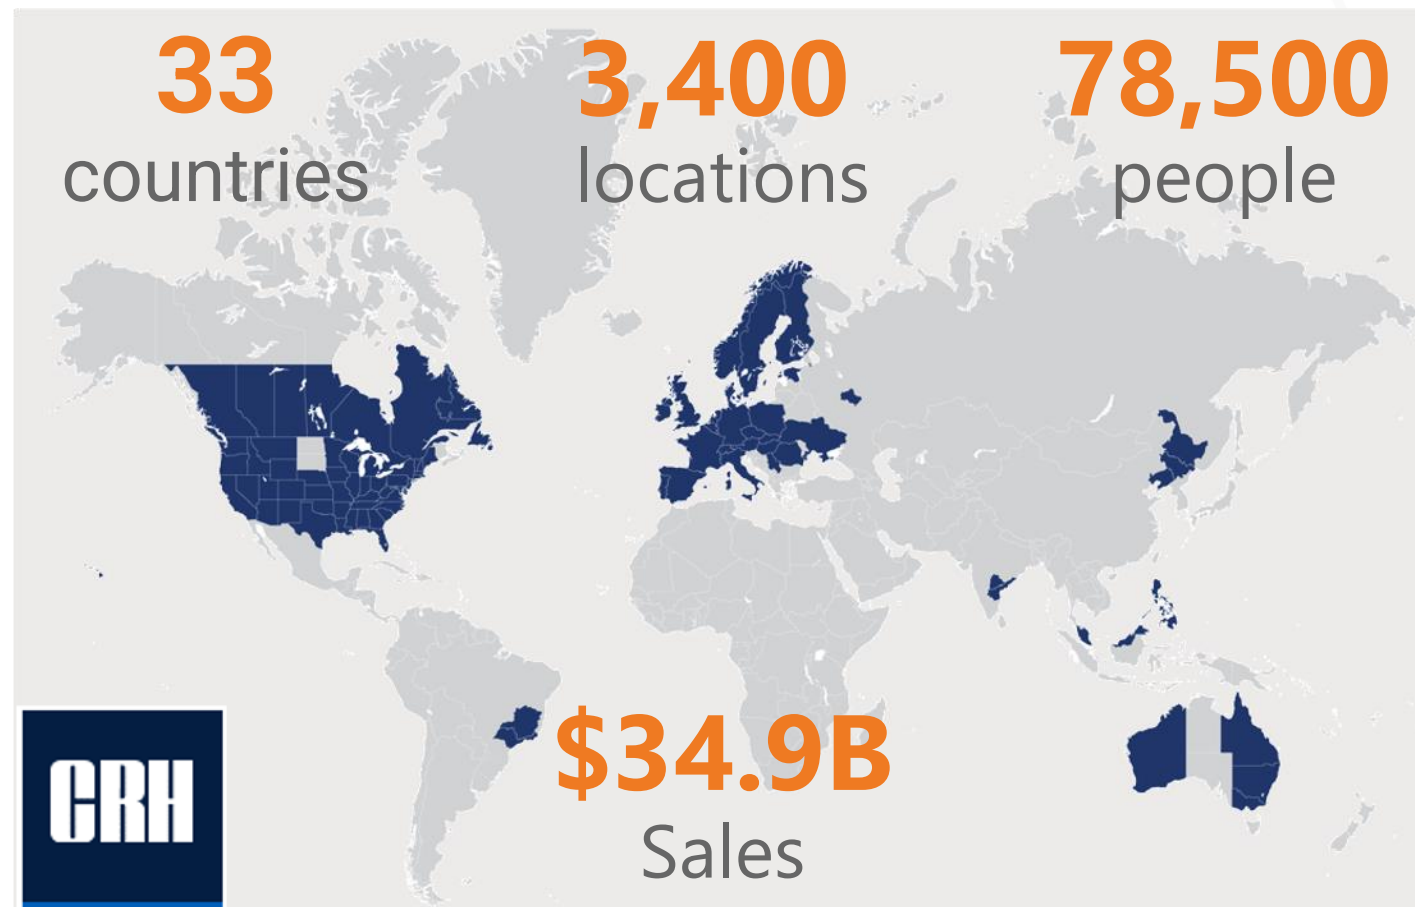 33
countries
3,400
locations
78,500
people
$34.9B
Sales
CRH